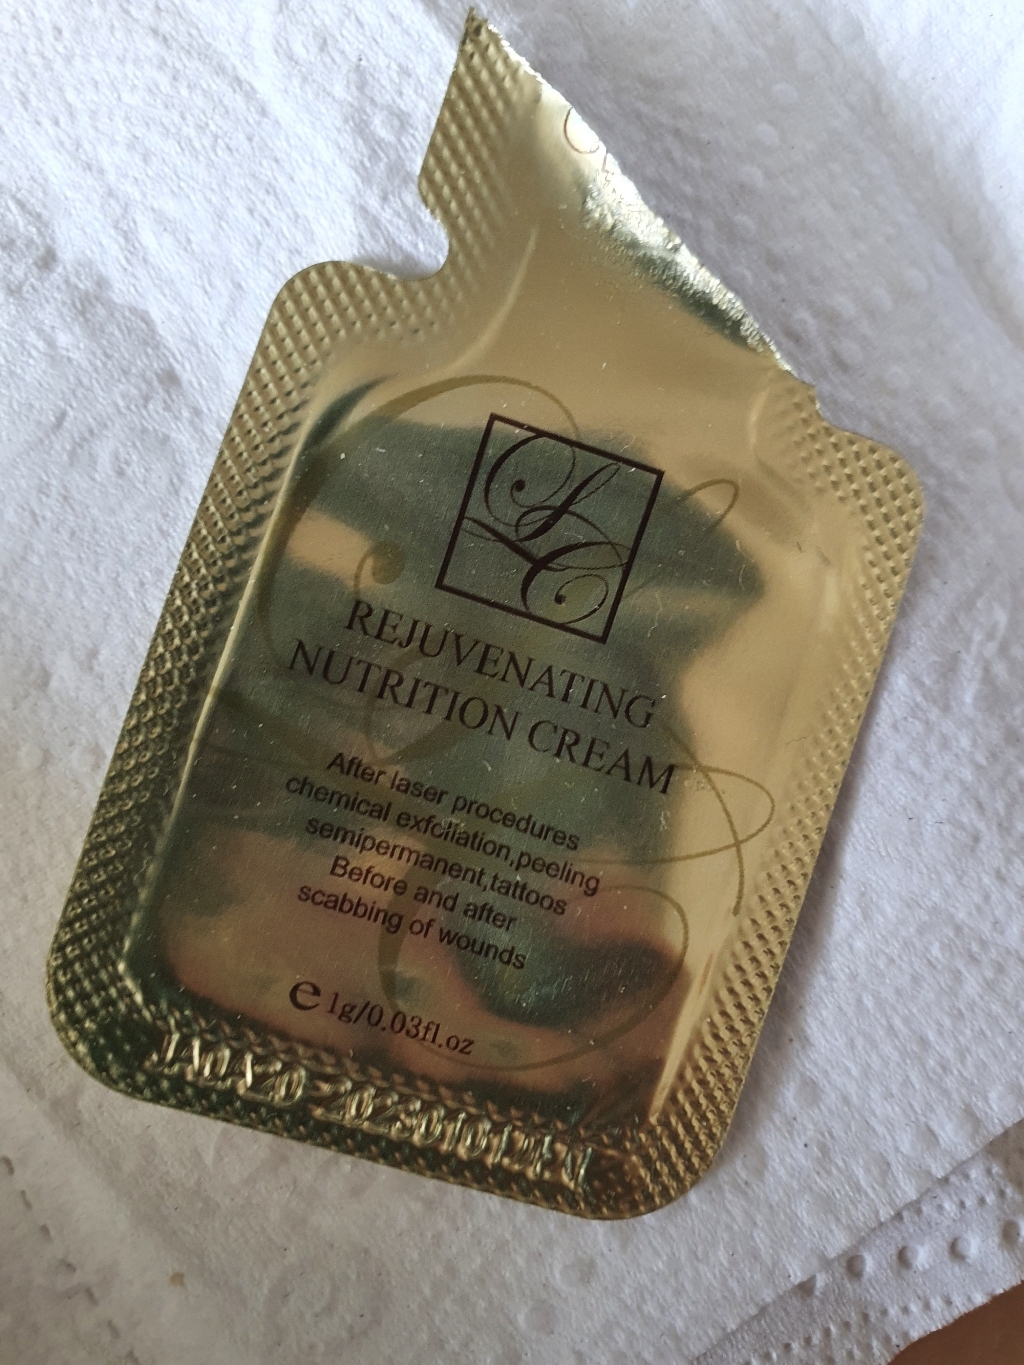 REJUVENATING
NUTRITION CREAM
After laser procedures
chemical exfoliation,peeling
semipermanent,tattoos
Before and after
scabbing of wounds
e 1g/0.03fl.oz